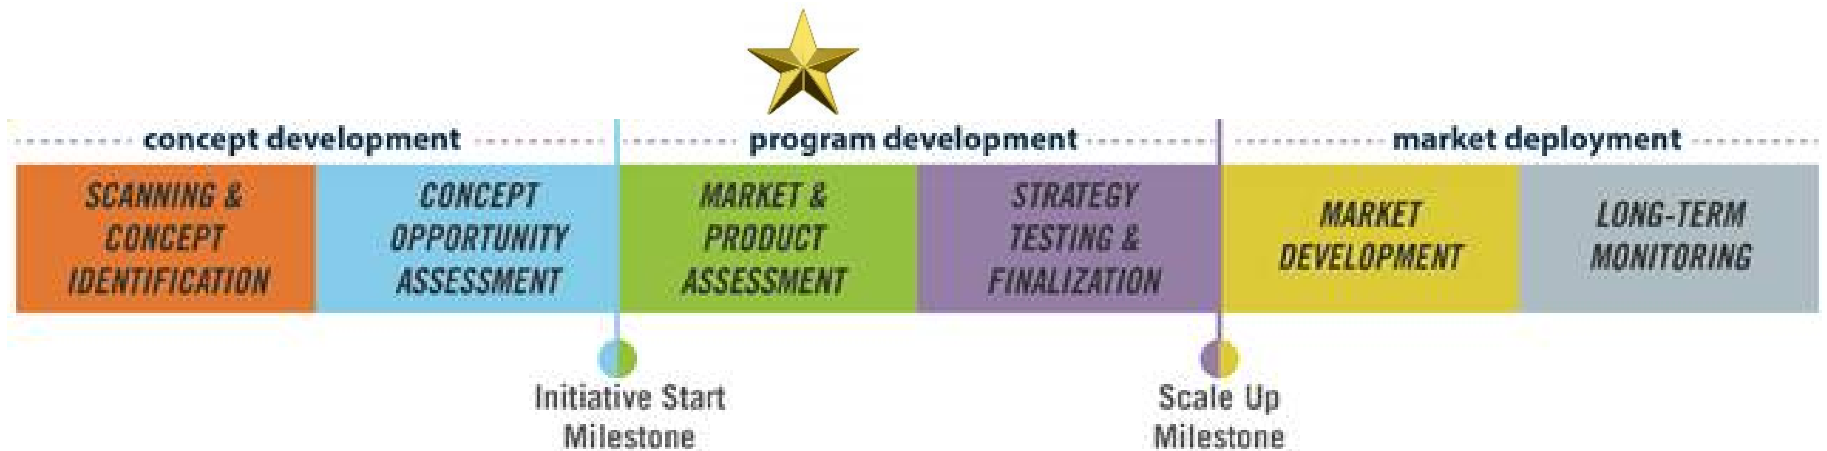 concept development
program development
market deployment
SCANNING &
CONCEPT
IDENTIFICATION
CONCEPT
OPPORTUNITY
ASSESSMENT
MARKET &
PRODUCT
ASSESSMENT
STRATEGY
TESTING &
FINALIZATION
MARKET
DEVELOPMENT
LONG-TERM
MONITORING
Initiative Start
Milestone
Scale Up
Milestone